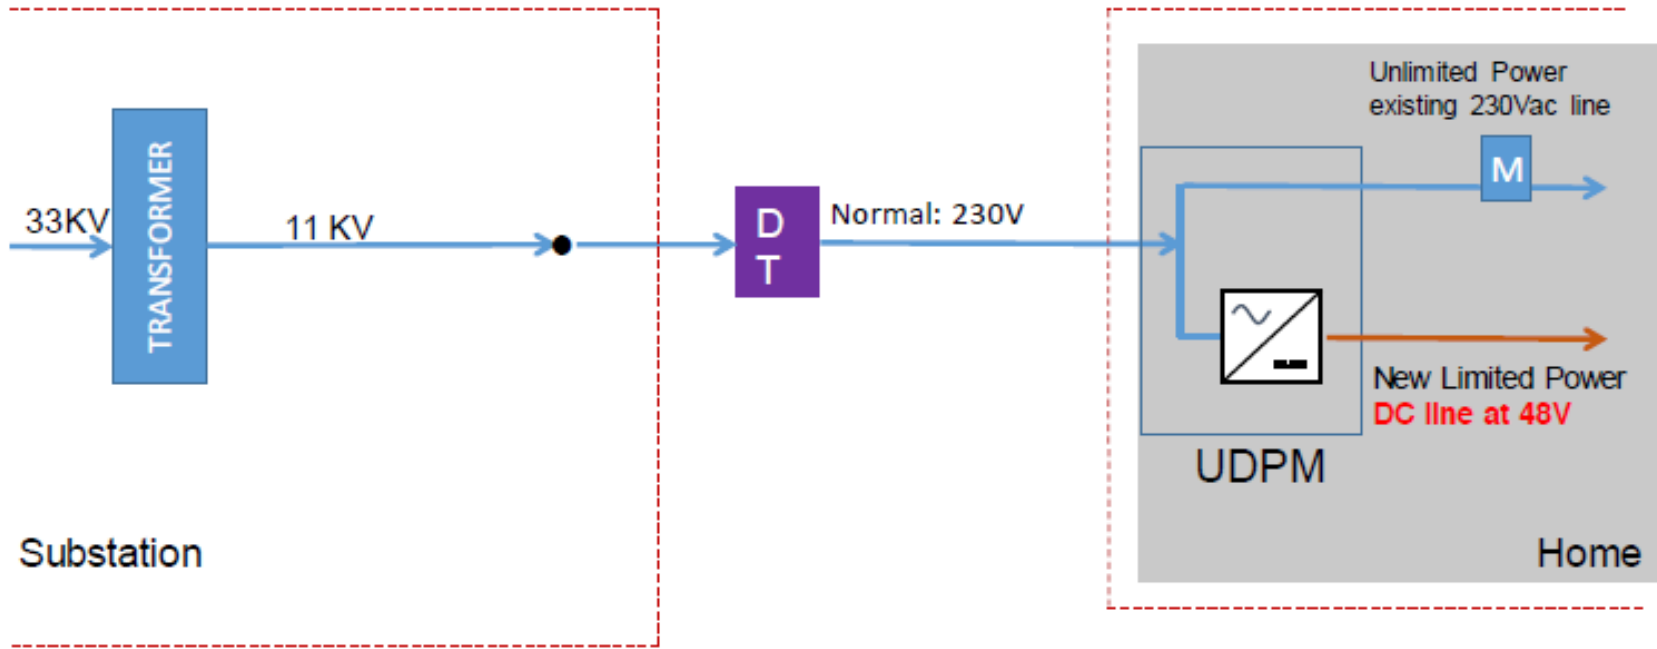 33KV
TRANSFORMER
11 KV
Substation
D
T
Normal: 230V
Unlimited Power
existing 230Vac line
M
New Limited Power
DC line at 48V
UDPM
Home